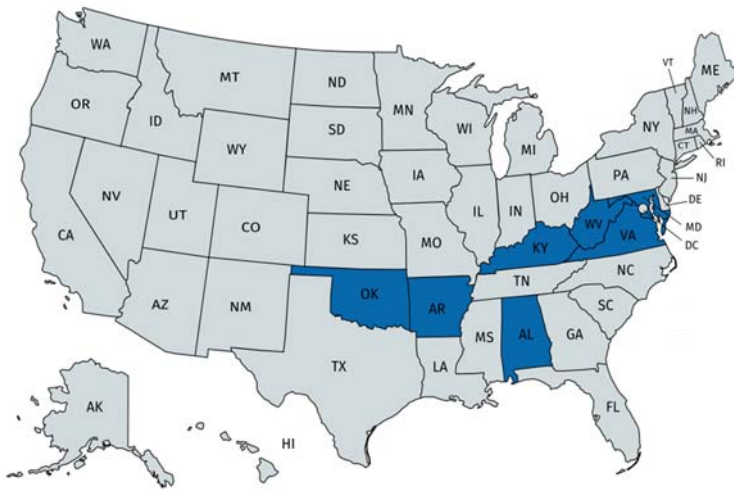 WA
MT
ND
MN
VT
ME
OR
ID
SD
WI
MI
NY
NH
MA
CT
RI
WY
IA
PA
NJ
NE
NV
UT
CO
IL
IN
OH
DE
MD
DC
CA
KS
MO
KY
WV
VA
AZ
NM
OK
AR
TN
NC
SC
MS
AL
GA
TX
LA
FL
AK
HI